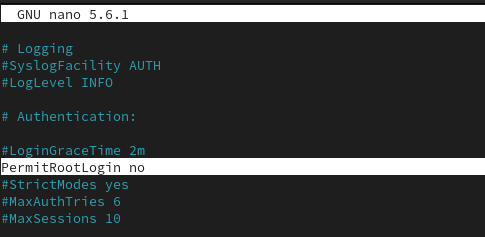 GNU nano 5.6.1
# Logging
#SyslogFacility AUTH
#LogLevel INFO
# Authentication:
#LoginGraceTime 2m
PermitRootLogin no
#StrictModes yes
#MaxAuthTries 6
#MaxSessions 10